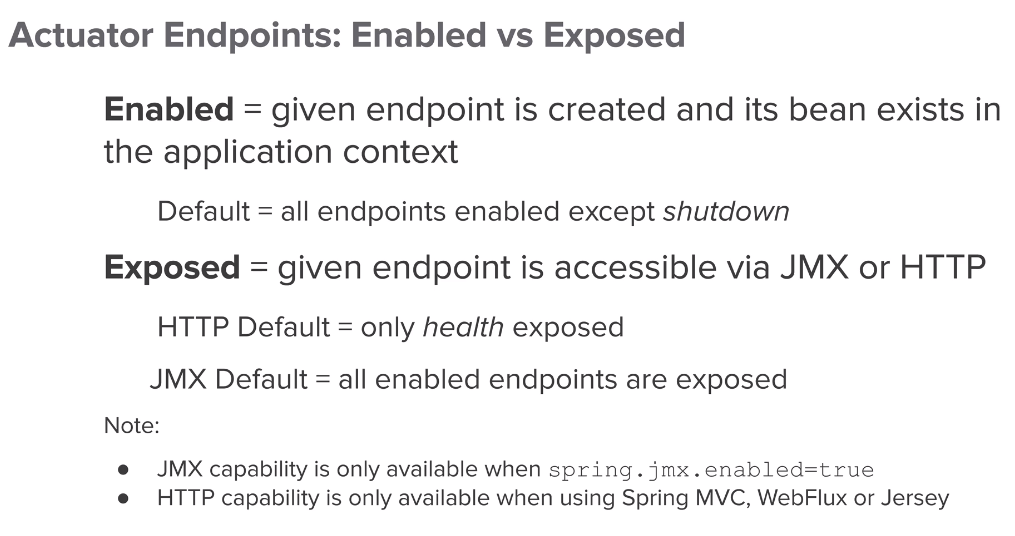 Actuator Endpoints: Enabled vs Exposed
Enabled = given endpoint is created and its bean exists in
the application context
Default = all endpoints enabled except shutdown
Exposed = given endpoint is accessible via JMX or HTTP
HTTP Default = only health exposed
JMX Default = all enabled endpoints are exposed
Note:
● JMX capability is only available when spring.jmx.enabled=true
● HTTP capability is only available when using Spring MVC, WebFlux or Jersey